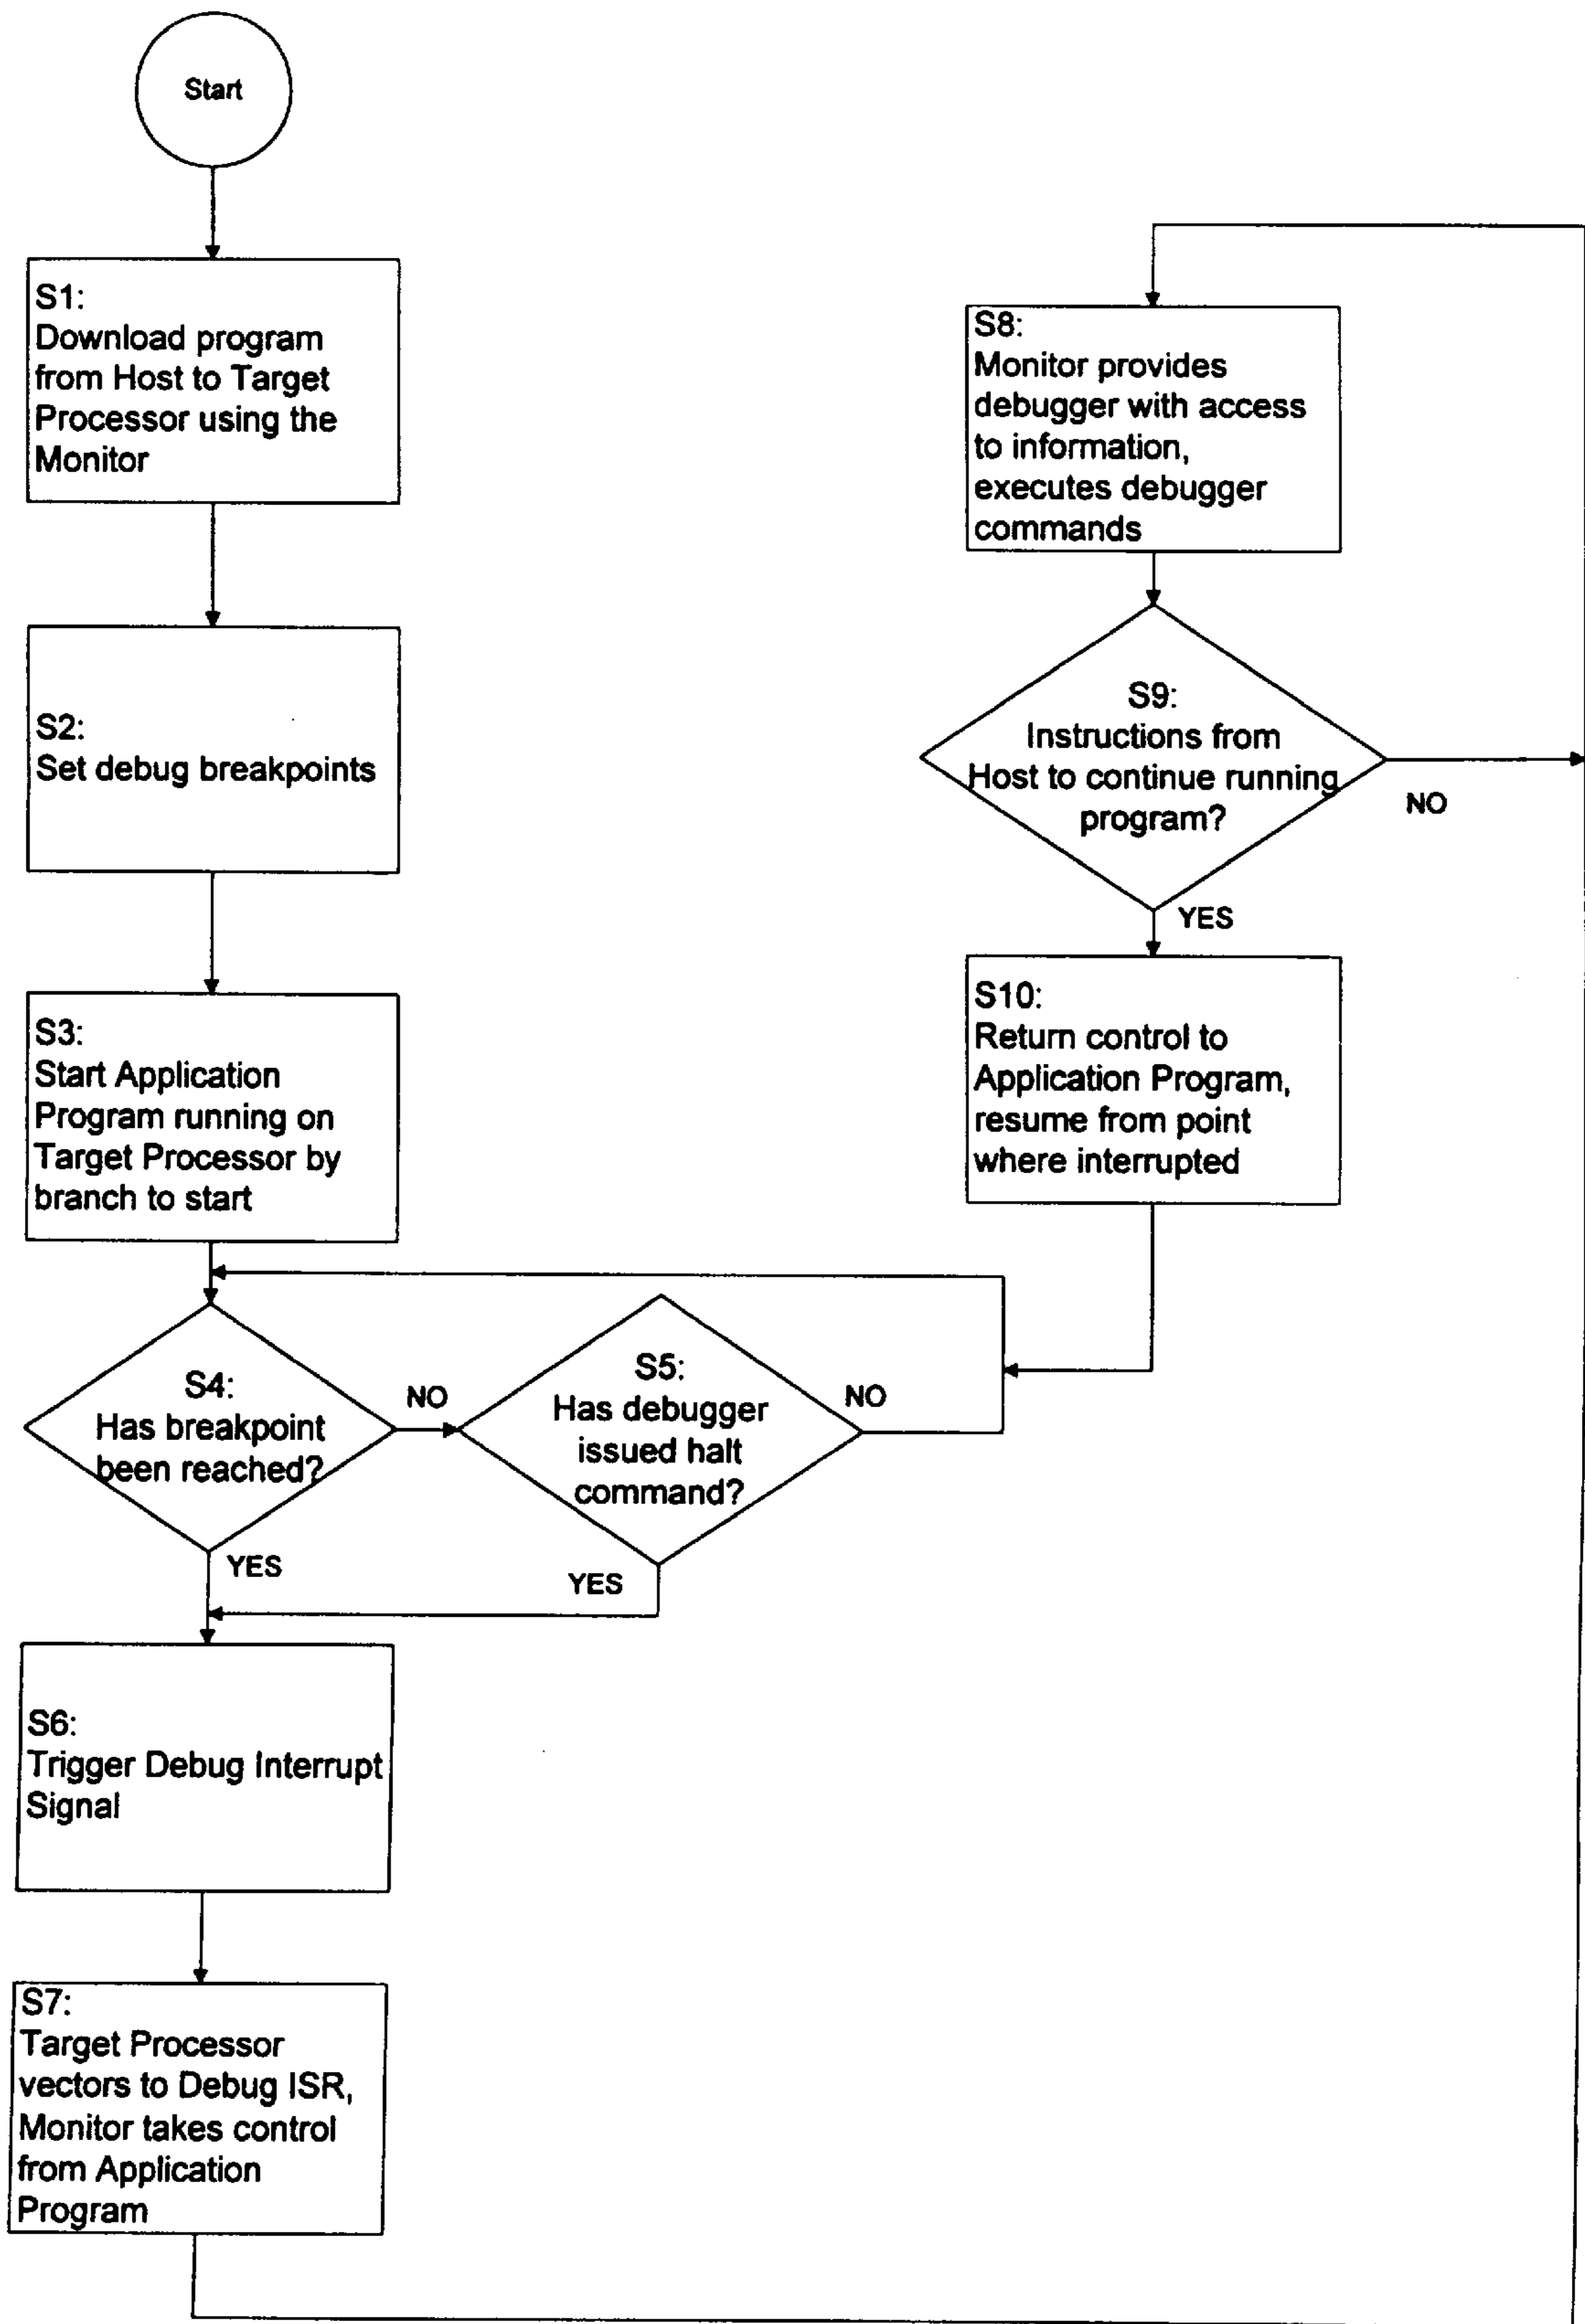 Start
S1:
Download program
from Host to Target
Processor using the
Monitor
S2:
Set debug breakpoints
S3:
Start Application
Program running on
Target Processor by
branch to start
S4:
Has breakpoint
been reached?
NO
YES
S5:
Has debugger
issued halt
command?
NO
YES
S6:
Trigger Debug Interrupt
Signal
S7:
Target Processor
vectors to Debug ISR,
Monitor takes control
from Application
Program
S8:
Monitor provides
debugger with access
to information,
executes debugger
commands
S9:
Instructions from
Host to continue running
program?
NO
YES
S10:
Return control to
Application Program,
resume from point
where interrupted